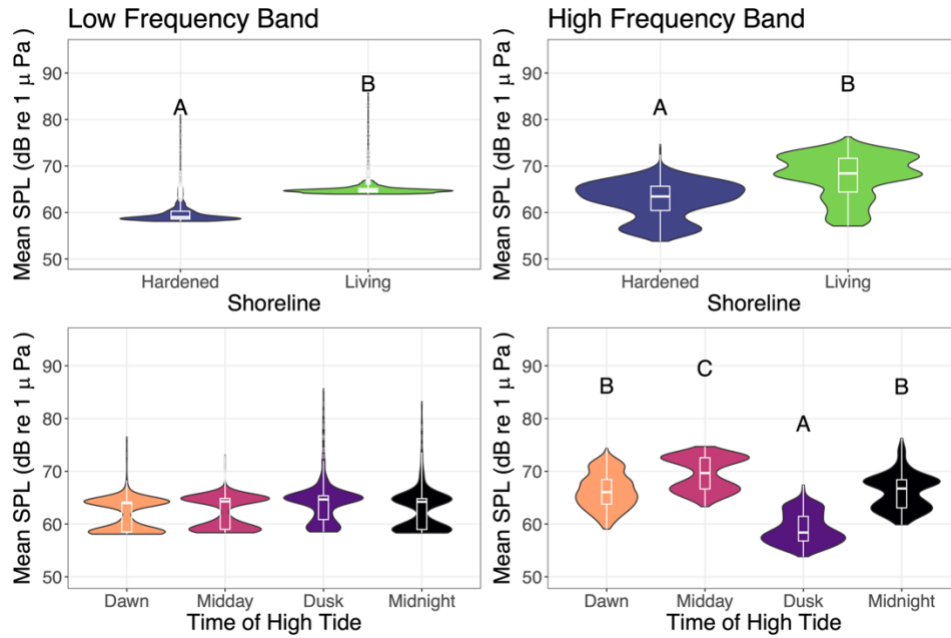 Low Frequency Band
High Frequency Band
Mean SPL (dB re 1 μ Pa )
90
80
70
60
50
A
B
Hardened
Living
Shoreline
Mean SPL (dB re 1 μ Pa )
90
80
70
60
50
A
B
Hardened
Living
Shoreline
Mean SPL (dB re 1 μ Pa )
90
80
70
60
50
Dawn
Midday
Dusk
Midnight
Time of High Tide
Mean SPL (dB re 1 μ Pa )
90
80
70
60
50
B
C
A
B
Dawn
Midday
Dusk
Midnight
Time of High Tide